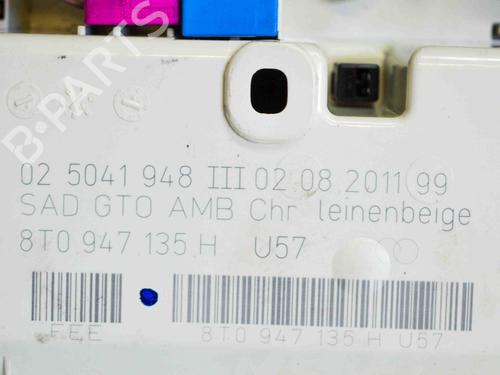 B-PARTS
02 5041 948 III 02 08 2011 99
SAD GTO AMB Chr leinenbeige
8T0 947 135 H U57
FEE
8T0 947 135 H U57